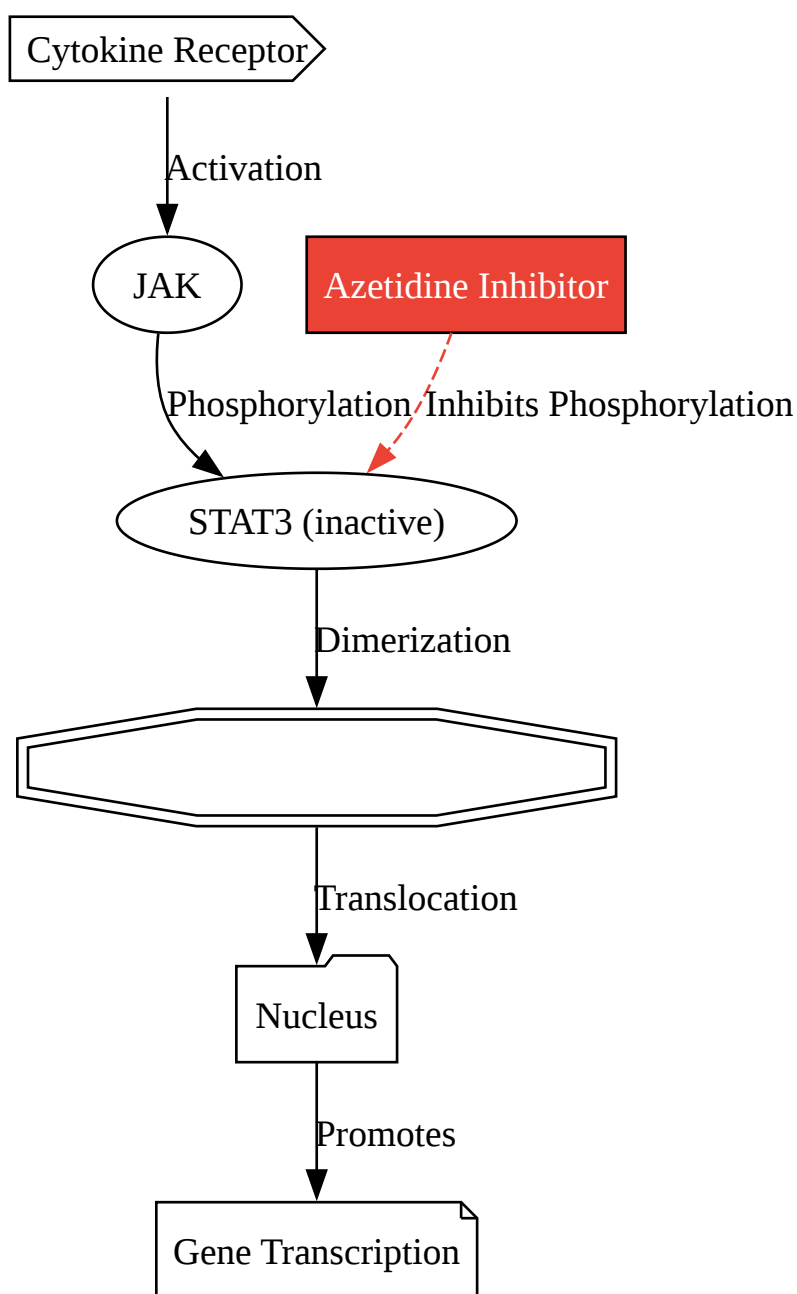 Cytokine Receptor
Activation
JAK
Azetidine Inhibitor
Phosphorylation
Inhibits Phosphorylation
STAT3 (inactive)
Dimerization
Translocation
Nucleus
Promotes
Gene Transcription